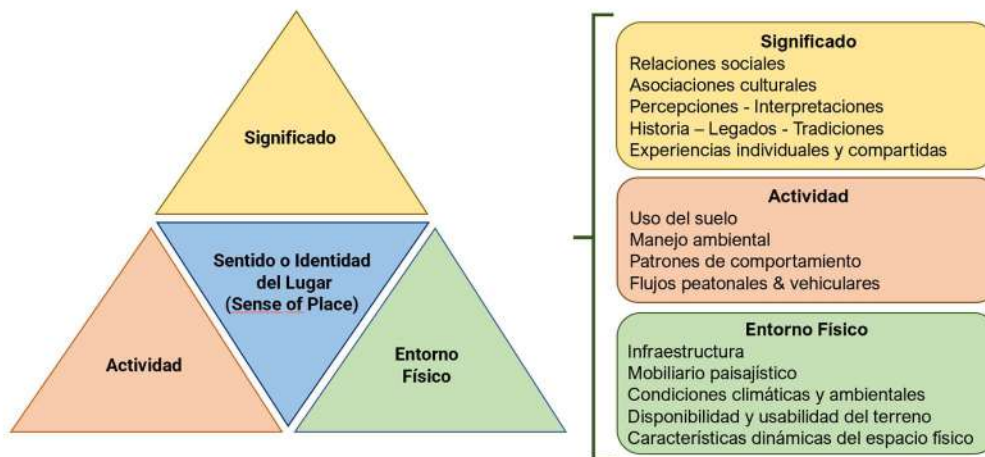 Significado
Sentido o Identidad
del Lugar
(Sense of Place)
Actividad
Entorno
Físico
Significado
Relaciones sociales
Asociaciones culturales
Percepciones - Interpretaciones
Historia – Legados - Tradiciones
Experiencias individuales y compartidas
Actividad
Uso del suelo
Manejo ambiental
Patrones de comportamiento
Flujos peatonales & vehiculares
Entorno Físico
Infraestructura
Mobiliario paisajístico
Condiciones climáticas y ambientales
Disponibilidad y usabilidad del terreno
Características dinámicas del espacio físico